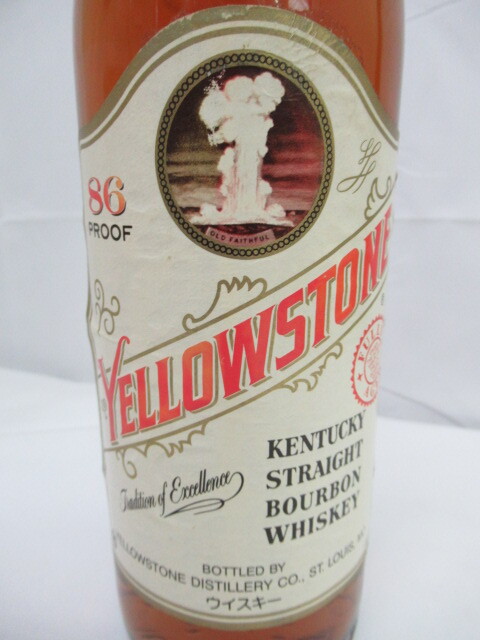 OLD FAITHFUL
86
PROOF
YELLOWSTONE
Tradition of Excellence
KENTUCKY
STRAIGHT
BOURBON
WHISKEY
BOTTLED BY
YELLOWSTONE DISTILLERY CO., ST. LOUIS,
ウイスキー